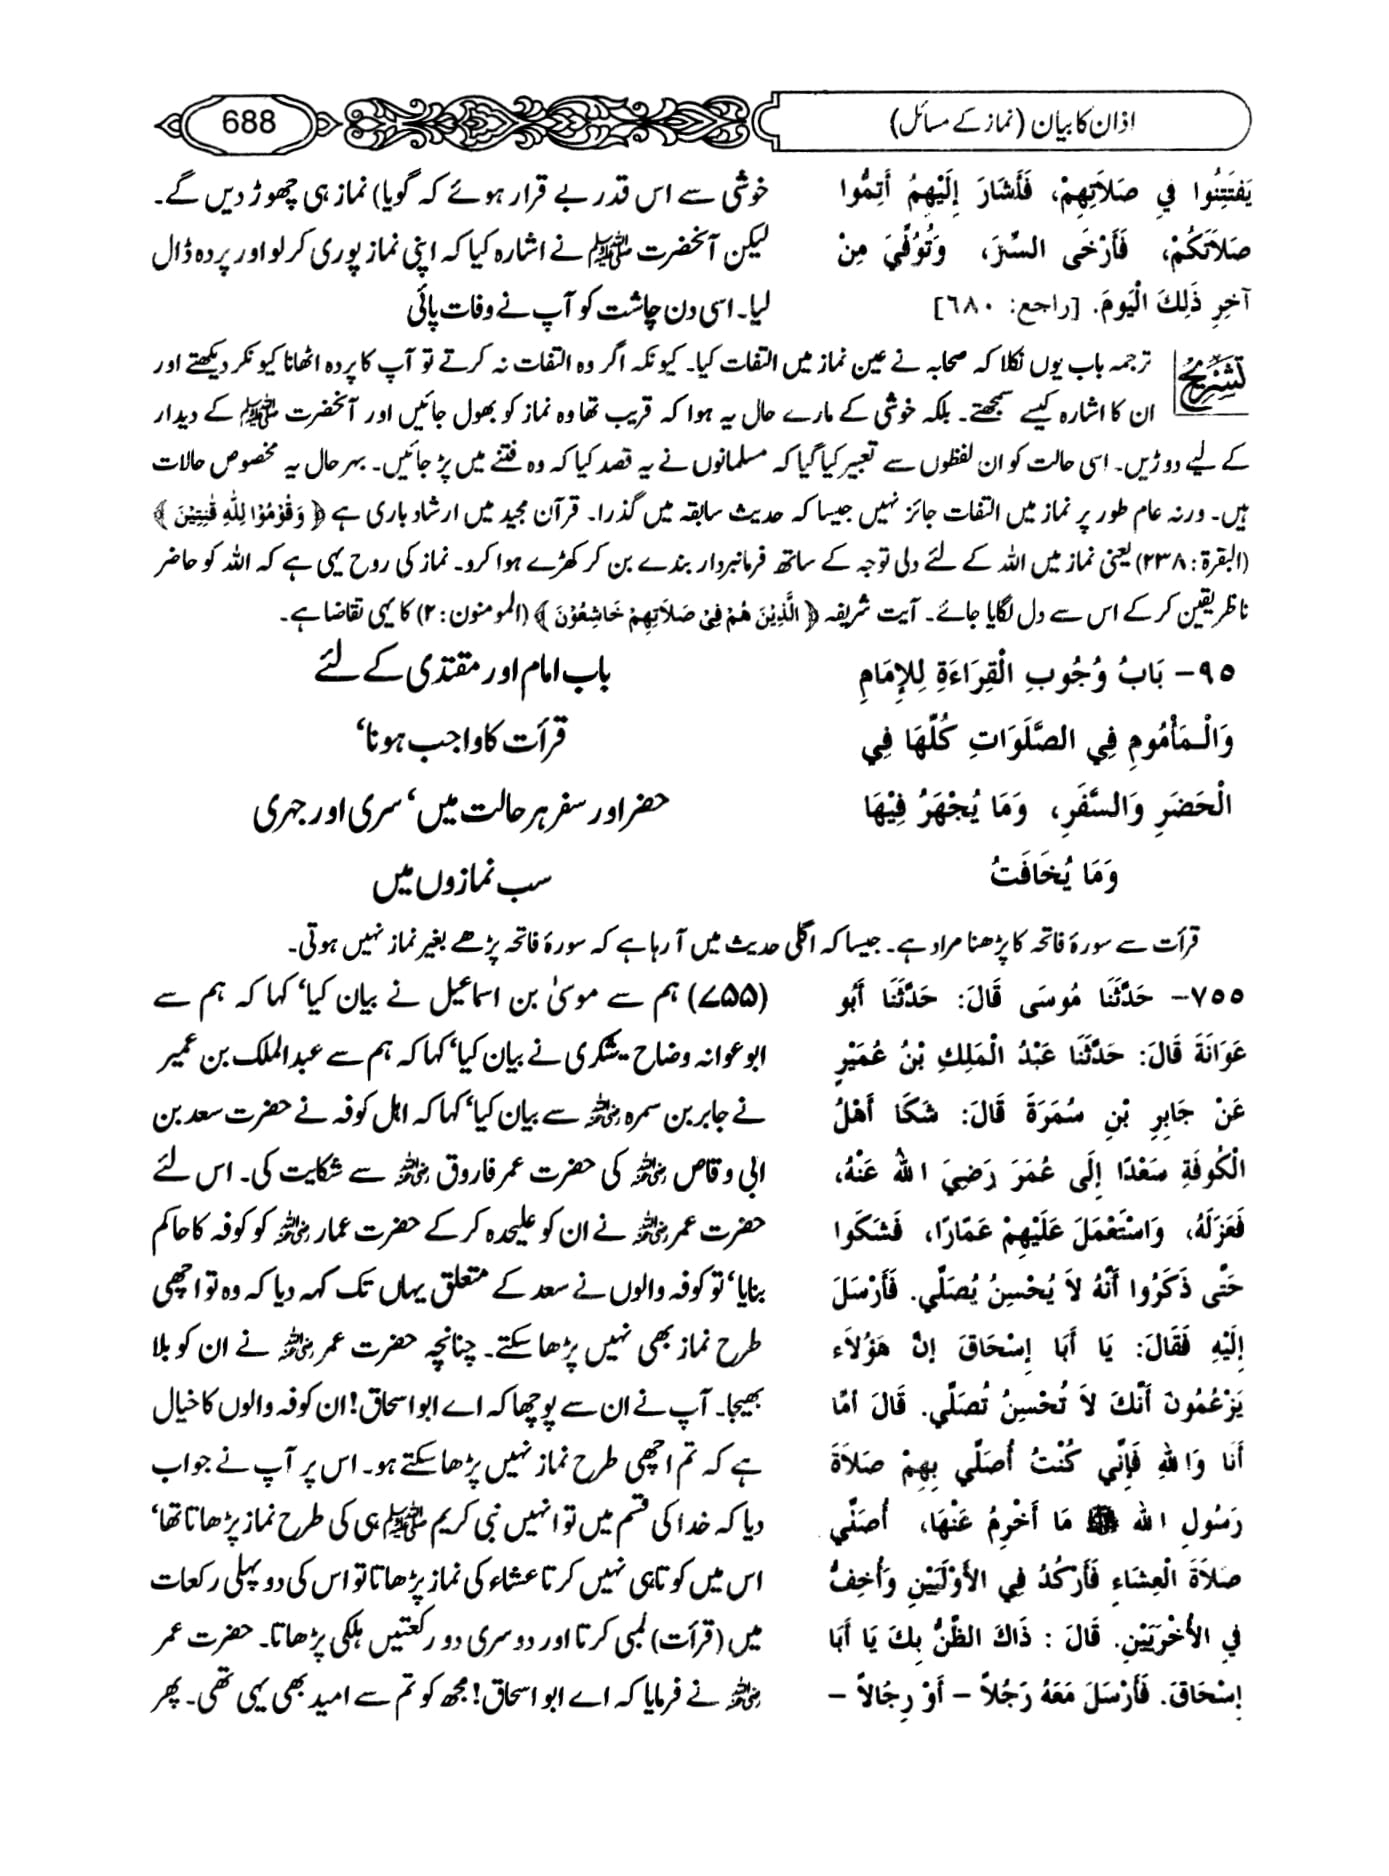 اذان کا بیان (نماز کے مسائل)
688
يَفتَتِنُوا فِي صَلَاتِهِمْ، فَأَشَارَ إِلَيْهِمْ أَتِمُّوا
صَلاَتَكُمْ، فَأَرْخَى السِّتْرَ، وَتُوُفِّيَ مِنْ
آخِرِ ذَلِكَ الْيَومَ. [راجع: ٦٨٠]
خوشی سے اس قدر بے قرار ہوئے کہ گویا) نماز ہی چھوڑ دیں گے۔
لیکن آنحضرت ﷺ نے اشارہ کیا کہ اپنی نماز پوری کر لو اور پردہ ڈال
لیا۔ اسی دن چاشت کو آپ نے وفات پائی
تشریح
ترجمہ باب یوں نکلا کہ صحابہ نے عین نماز میں التفات کیا۔ کیونکہ اگر وہ التفات نہ کرتے تو آپ کا پردہ اٹھانا کیونکر دیکھتے اور
ان کا اشارہ کیسے سمجھتے۔ بلکہ خوشی کے مارے حال یہ ہوا کہ قریب تھا وہ نماز کو بھول جائیں اور آنحضرت ﷺ کے دیدار
کے لیے دوڑیں۔ اسی حالت کو ان لفظوں سے تعبیر کیا گیا کہ مسلمانوں نے یہ قصد کیا کہ وہ فتنے میں پڑ جائیں۔ بہرحال یہ مخصوص حالات
ہیں۔ ورنہ عام طور پر نماز میں التفات جائز نہیں جیسا کہ حدیث سابقہ میں گذرا۔ قرآن مجید میں ارشاد باری ہے ﴿ وَقُوْمُوْا لِلّٰهِ قٰنِتِيْنَ ﴾
(البقرۃ: ۲۳۸) یعنی نماز میں اللہ کے لئے دلی توجہ کے ساتھ فرمانبردار بندے بن کر کھڑے ہوا کرو۔ نماز کی روح یہی ہے کہ اللہ کو حاضر
ناظر یقین کر کے اس سے دل لگایا جائے۔ آیت شریفہ ﴿ الَّذِيْنَ هُمْ فِيْ صَلَاتِهِمْ خَاشِعُوْنَ ﴾ (المومنون: ۲) کا یہی تقاضا ہے۔
٩٥- بَابُ وُجُوبِ الْقِرَاءَةِ لِلإِمَامِ
وَالْـمَأْمُومِ فِي الصَّلَوَاتِ كُلِّهَا فِي
الْحَضَرِ وَالسَّفَرِ، وَمَا يُجْهَرُ فِيْهَا
وَمَا يُخَافَتُ
باب امام اور مقتدی کے لئے
قرأت کا واجب ہونا‘
حضر اور سفر ہر حالت میں‘ سری اور جہری
سب نمازوں میں
قرأت سے سورۂ فاتحہ کا پڑھنا مراد ہے۔ جیسا کہ اگلی حدیث میں آ رہا ہے کہ سورۂ فاتحہ پڑھے بغیر نماز نہیں ہوتی۔
٧٥٥- حَدَّثَنَا مُوسَى قَالَ: حَدَّثَنَا أَبُو
عَوَانَةَ قَالَ: حَدَّثَنَا عَبْدُ الْمَلِكِ بْنُ عُمَيْرٍ
عَنْ جَابِرِ بْنِ سُمَرَةَ قَالَ: شَكَا أَهْلُ
الْكُوفَةِ سَعْدًا إِلَى عُمَرَ رَضِيَ اللهُ عَنْهُ،
فَعَزَلَهُ، وَاسْتَعْمَلَ عَلَيْهِمْ عَمَّارًا، فَشَكَوا
حَتَّى ذَكَرُوا أَنَّهُ لاَ يُحْسِنُ يُصَلِّي. فَأَرْسَلَ
إِلَيْهِ فَقَالَ: يَا أَبَا إِسْحَاقَ إِنَّ هَؤُلاَءِ
يَزْعُمُونَ أَنَّكَ لاَ تُحْسِنُ تُصَلِّي. قَالَ أمَّا
أَنَا وَاللهِ فَإِنِّي كُنْتُ أُصَلِّي بِهِمْ صَلاَةَ
رَسُولِ اللهِ ﷺ مَا أَخْرِمُ عَنْهَا، أُصَلِّي
صَلاَةَ الْعِشَاءِ فَأَرْكُدُ فِي الأُوْلَيَيْنِ وَأُخِفُّ
فِي الأُخْرَيَيْنِ. قَالَ : ذَاكَ الظَّنُّ بِكَ يَا أَبَا
إِسْحَاقَ. فَأَرْسَلَ مَعَهُ رَجُلاً – أَوْ رِجَالاً –
(۷۵۵) ہم سے موسیٰ بن اسماعیل نے بیان کیا‘ کہا کہ ہم سے
ابو عوانہ وضاح یشکری نے بیان کیا‘ کہا کہ ہم سے عبدالملک بن عمیر
نے جابر بن سمرہ رضی اللہ عنہ سے بیان کیا‘ کہا کہ اہل کوفہ نے حضرت سعد بن
ابی وقاص رضی اللہ عنہ کی حضرت عمر فاروق رضی اللہ عنہ سے شکایت کی۔ اس لئے
حضرت عمر رضی اللہ عنہ نے ان کو علیحدہ کر کے حضرت عمار رضی اللہ عنہ کو کوفہ کا حاکم
بنایا‘ تو کوفہ والوں نے سعد کے متعلق یہاں تک کہہ دیا کہ وہ تو اچھی
طرح نماز بھی نہیں پڑھا سکتے۔ چنانچہ حضرت عمر رضی اللہ عنہ نے ان کو بلا
بھیجا۔ آپ نے ان سے پوچھا کہ اے ابو اسحاق! ان کوفہ والوں کا خیال
ہے کہ تم اچھی طرح نماز نہیں پڑھا سکتے ہو۔ اس پر آپ نے جواب
دیا کہ خدا کی قسم میں تو انہیں نبی کریم ﷺ ہی کی طرح نماز پڑھاتا تھا‘
اس میں کوتاہی نہیں کرتا عشاء کی نماز پڑھاتا تو اس کی دو پہلی رکعات
میں (قرأت) لمبی کرتا اور دوسری دو رکعتیں ہلکی پڑھاتا۔ حضرت عمر
رضی اللہ عنہ نے فرمایا کہ اے ابو اسحاق! مجھ کو تم سے امید بھی یہی تھی۔ پھر